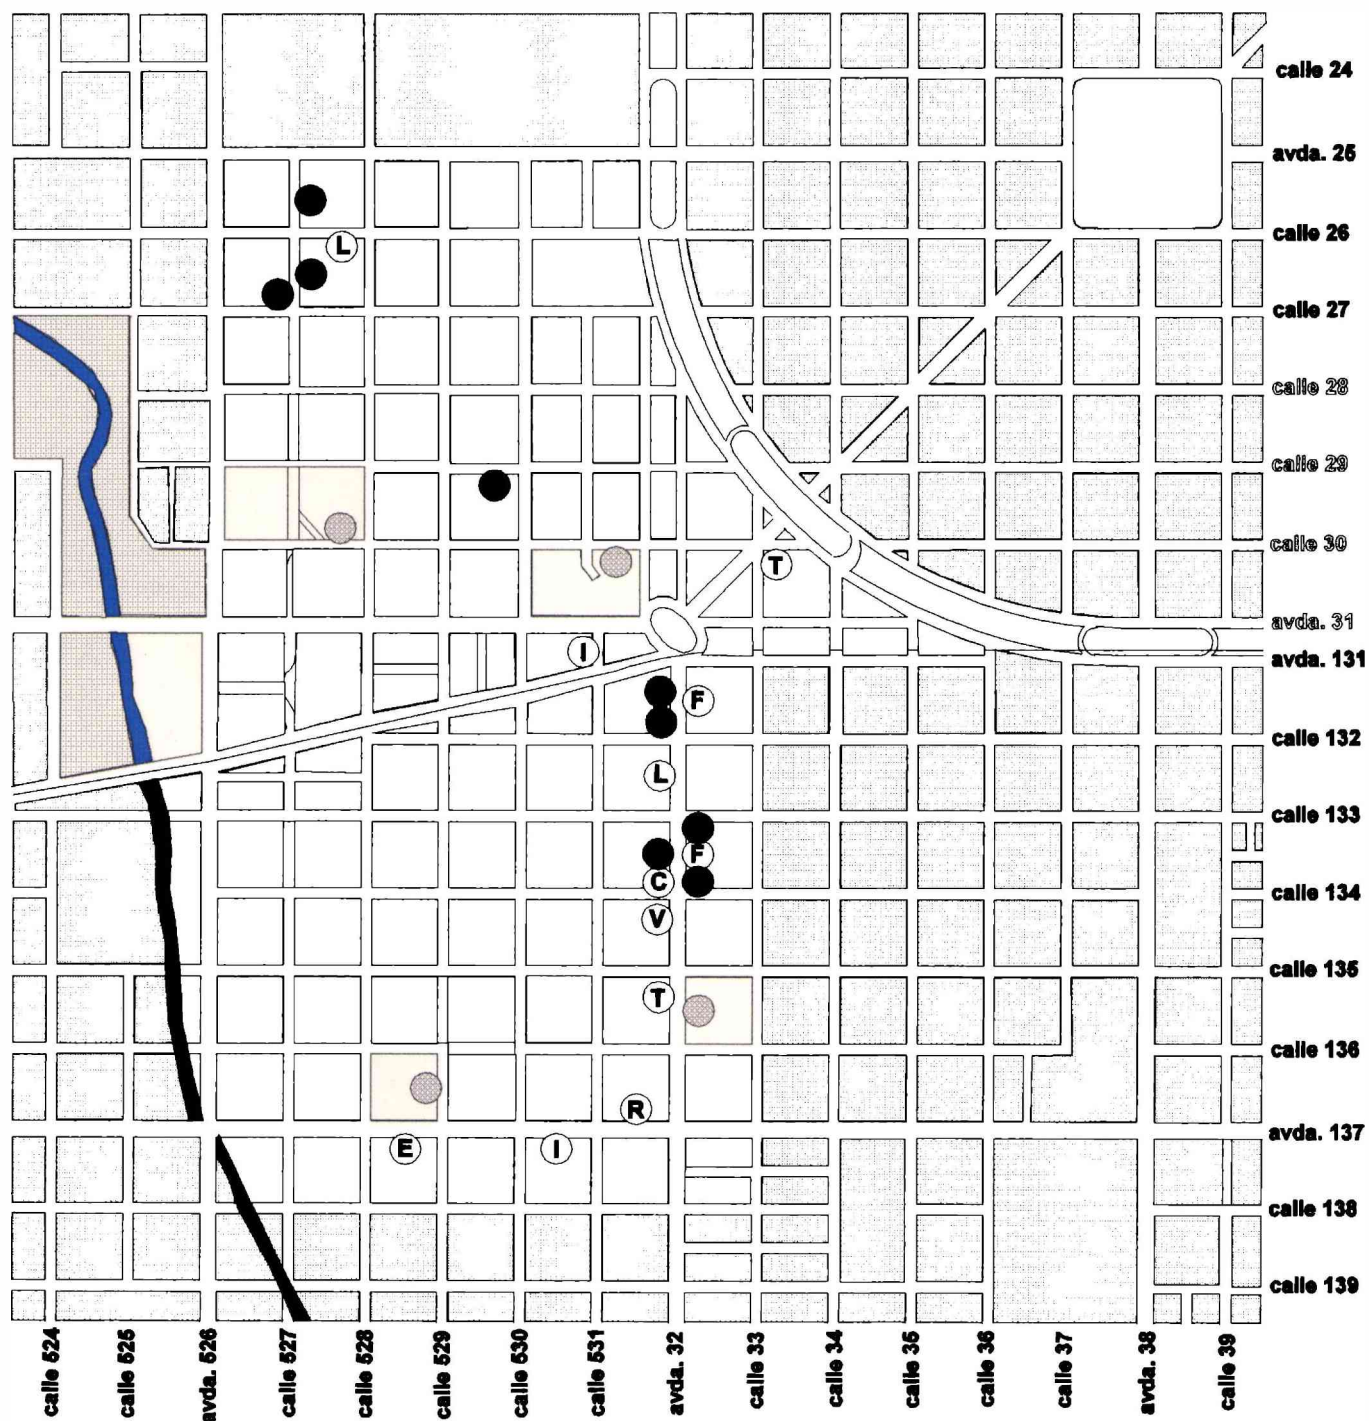 calle 24
avda. 25
calle 26
L
calle 27
calle 28
calle 29
calle 30
T
avda. 31
I
avda. 131
F
calle 132
L
calle 133
F
C
calle 134
V
calle 135
T
calle 136
R
avda. 137
E
I
calle 138
calle 139
calle 524
calle 525
avda. 526
calle 527
calle 528
calle 529
calle 530
calle 531
avda. 32
calle 33
calle 34
calle 35
calle 36
calle 37
avda. 38
calle 39